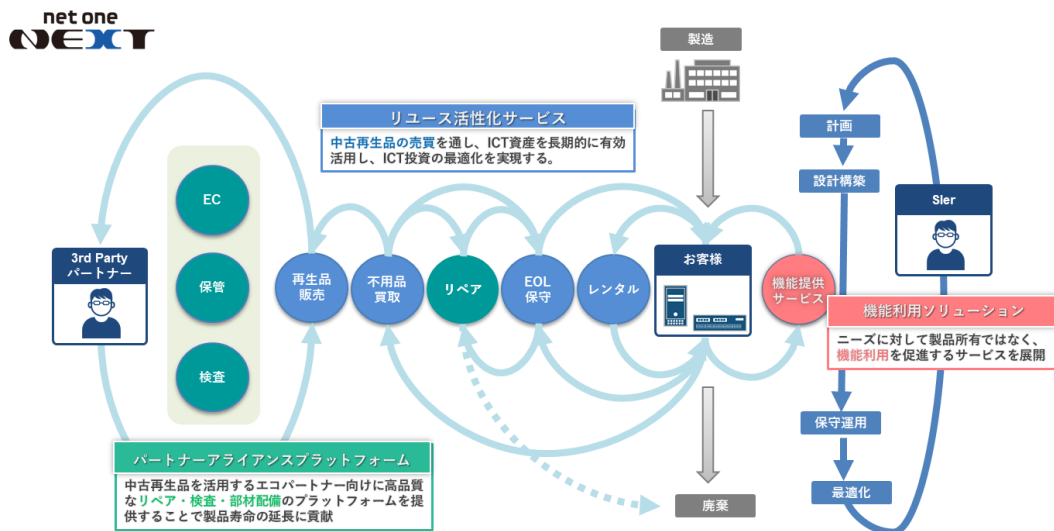 net one
NEXT
製造
リユース活性化サービス
中古再生品の売買を通し、ICT資産を長期的に有効
活用し、ICT投資の最適化を実現する。
計画
設計構築
SIer
EC
保管
検査
3rd Party
パートナー
再生品
販売
不用品
買取
リペア
EOL
保守
レンタル
お客様
機能提供
サービス
機能利用ソリューション
ニーズに対して製品所有ではなく、
機能利用を促進するサービスを展開
保守運用
最適化
パートナーアライアンスプラットフォーム
中古再生品を活用するエコパートナー向けに高品質
なリペア・検査・部材配備のプラットフォームを提
供することで製品寿命の延長に貢献
廃棄